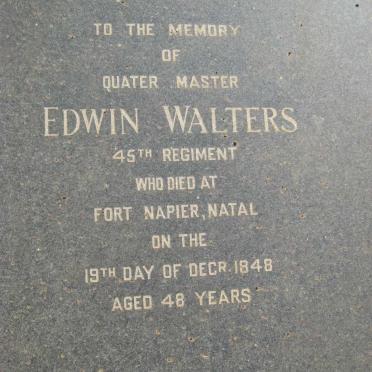 TO THE MEMORY
OF
QUATER MASTER
EDWIN WALTERS
45TH REGIMENT
WHO DIED AT
FORT NAPIER, NATAL
ON THE
19TH DAY OF DECR. 1848
AGED 48 YEARS